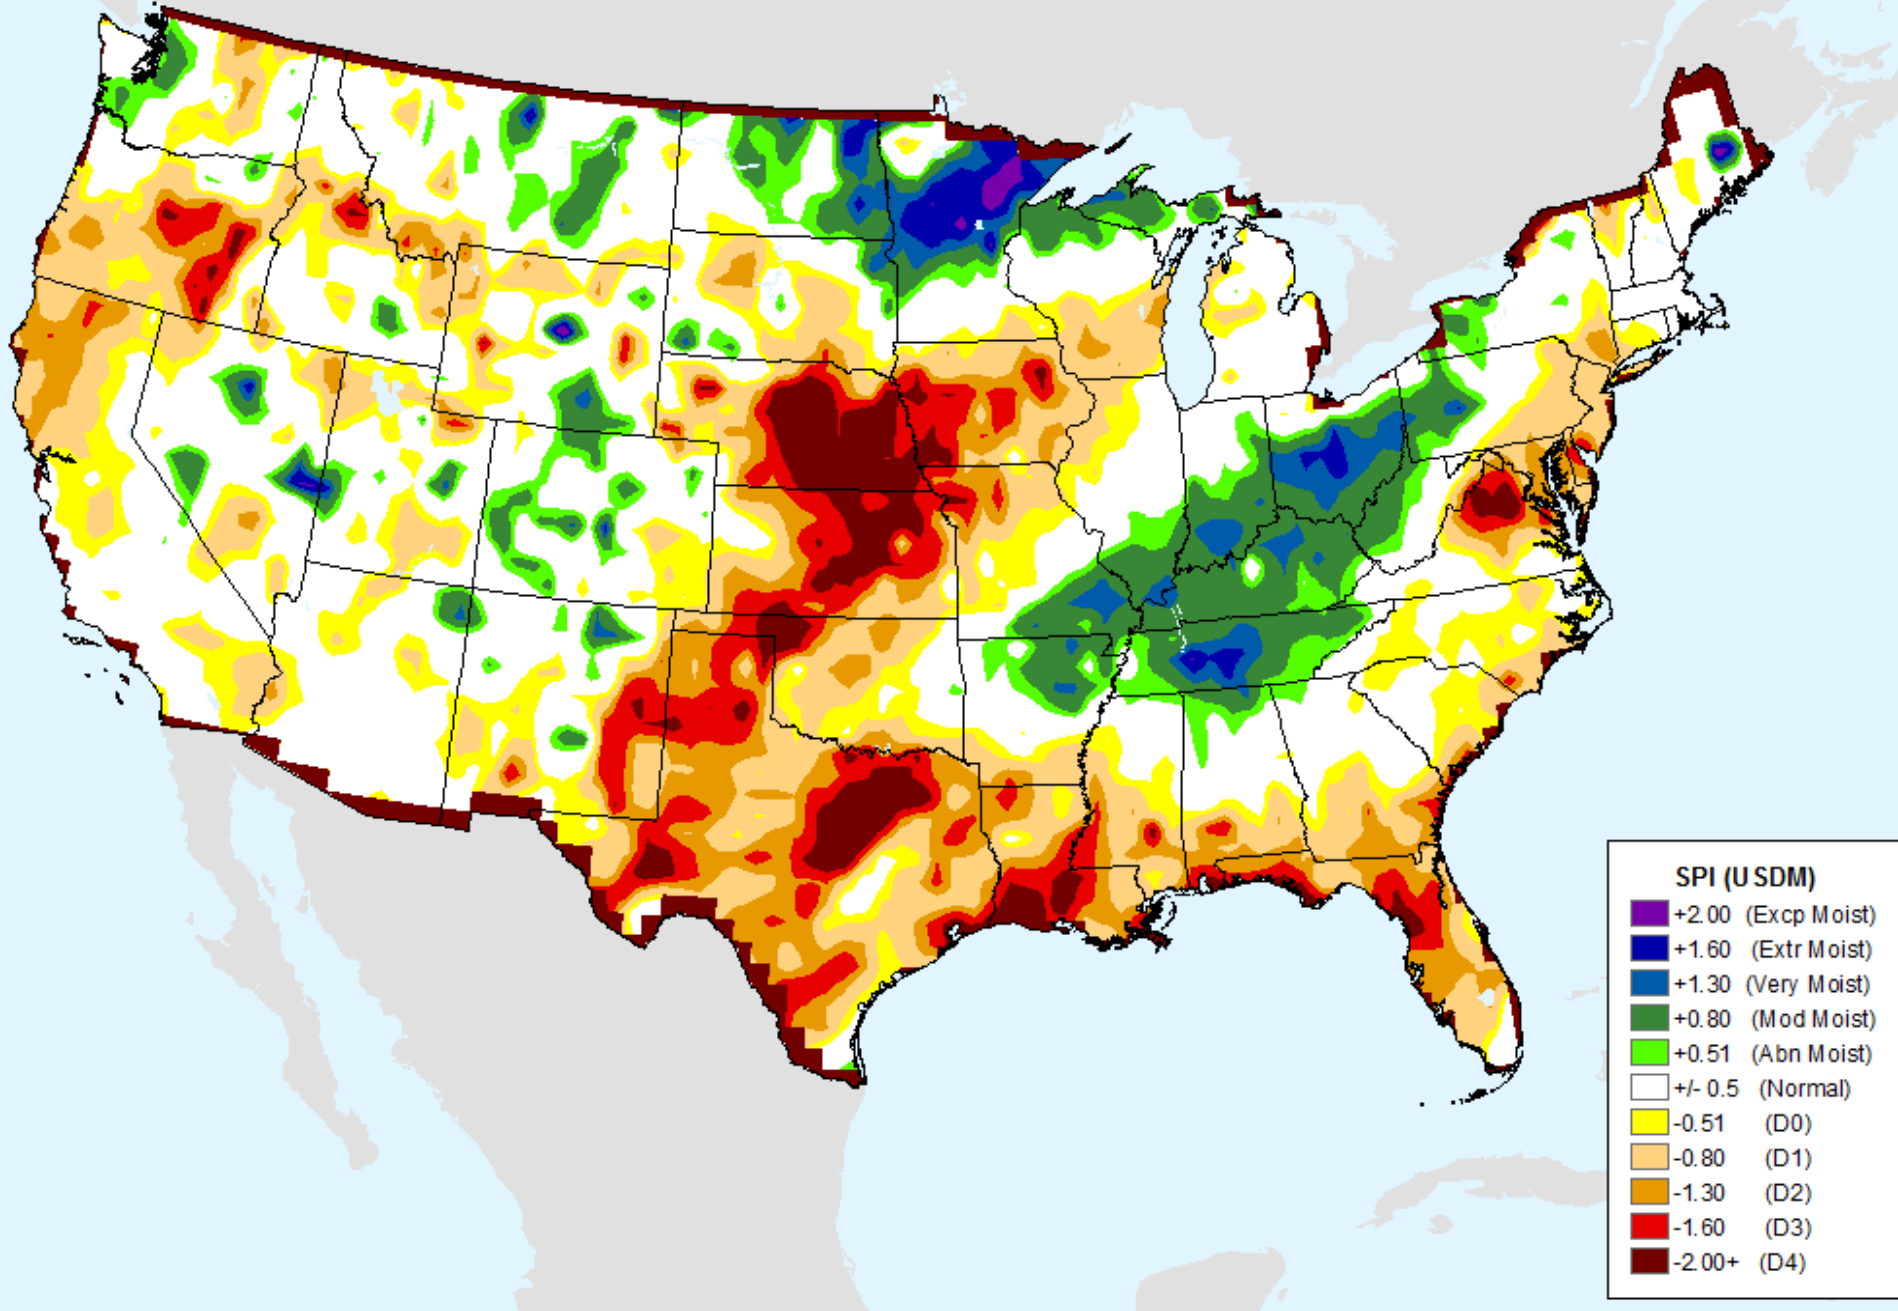 SPI (USDM)
+2.00 (Excp Moist)
+1.60 (Extr Moist)
+1.30 (Very Moist)
+0.80 (Mod Moist)
+0.51 (Abn Moist)
+/- 0.5 (Normal)
-0.51 (D0)
-0.80 (D1)
-1.30 (D2)
-1.60 (D3)
-2.00+ (D4)